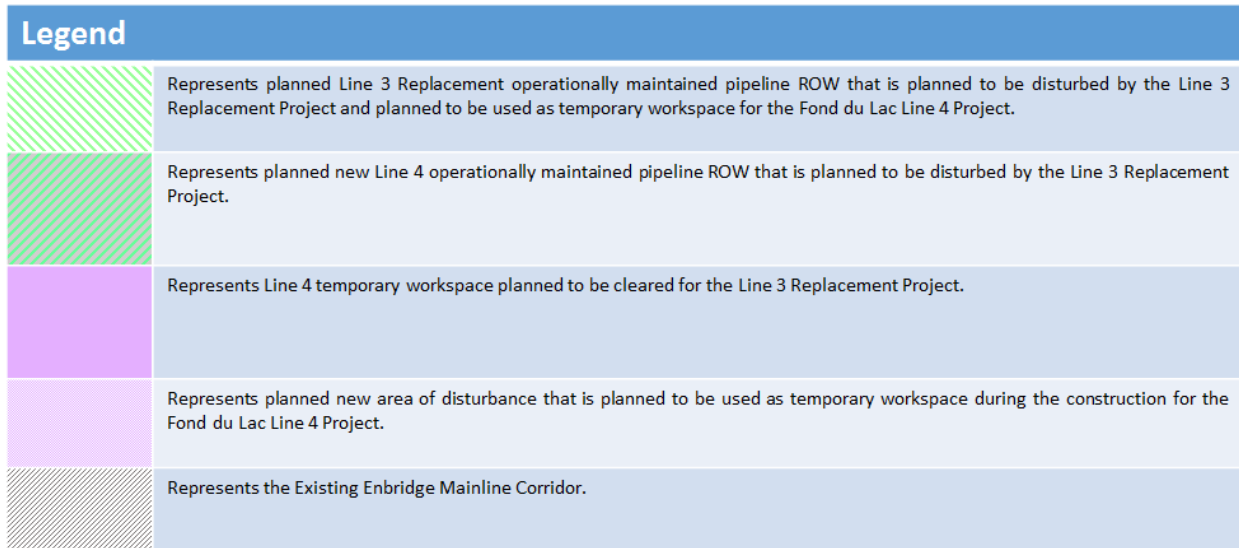 Legend
Represents planned Line 3 Replacement operationally maintained pipeline ROW that is planned to be disturbed by the Line 3
Replacement Project and planned to be used as temporary workspace for the Fond du Lac Line 4 Project.
Represents planned new Line 4 operationally maintained pipeline ROW that is planned to be disturbed by the Line 3 Replacement
Project.
Represents Line 4 temporary workspace planned to be cleared for the Line 3 Replacement Project.
Represents planned new area of disturbance that is planned to be used as temporary workspace during the construction for the
Fond du Lac Line 4 Project.
Represents the Existing Enbridge Mainline Corridor.